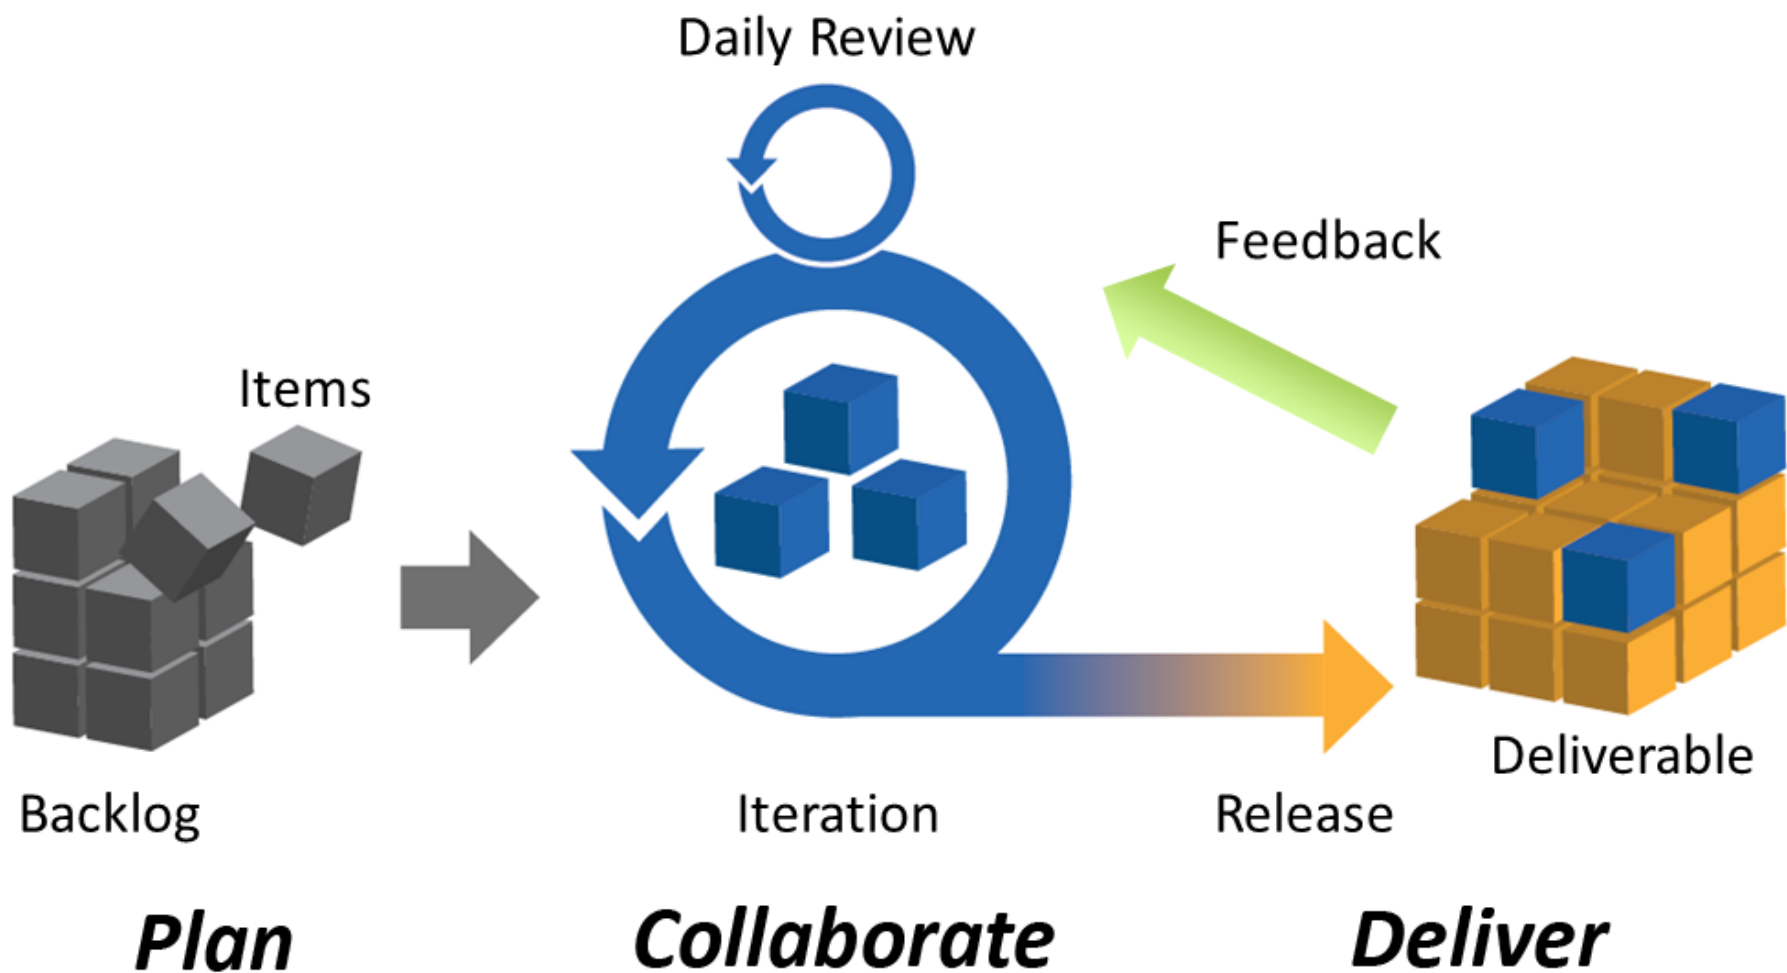 Daily Review
Feedback
Items
Deliverable
Backlog
Iteration
Release
Plan
Collaborate
Deliver